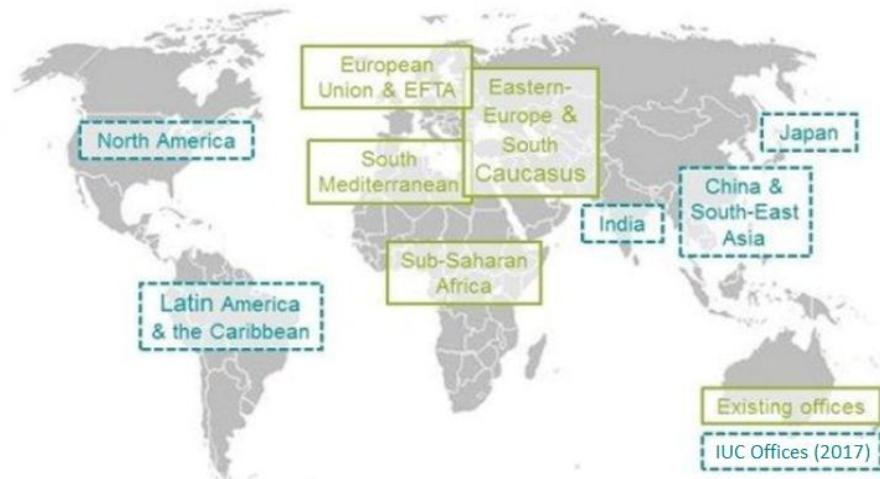 European
Union & EFTA
Eastern-
Europe &
South
Caucasus
North America
South
Mediterranean
Japan
China &
South-East
Asia
India
Sub-Saharan
Africa
Latin America
& the Caribbean
Existing offices
IUC Offices (2017)